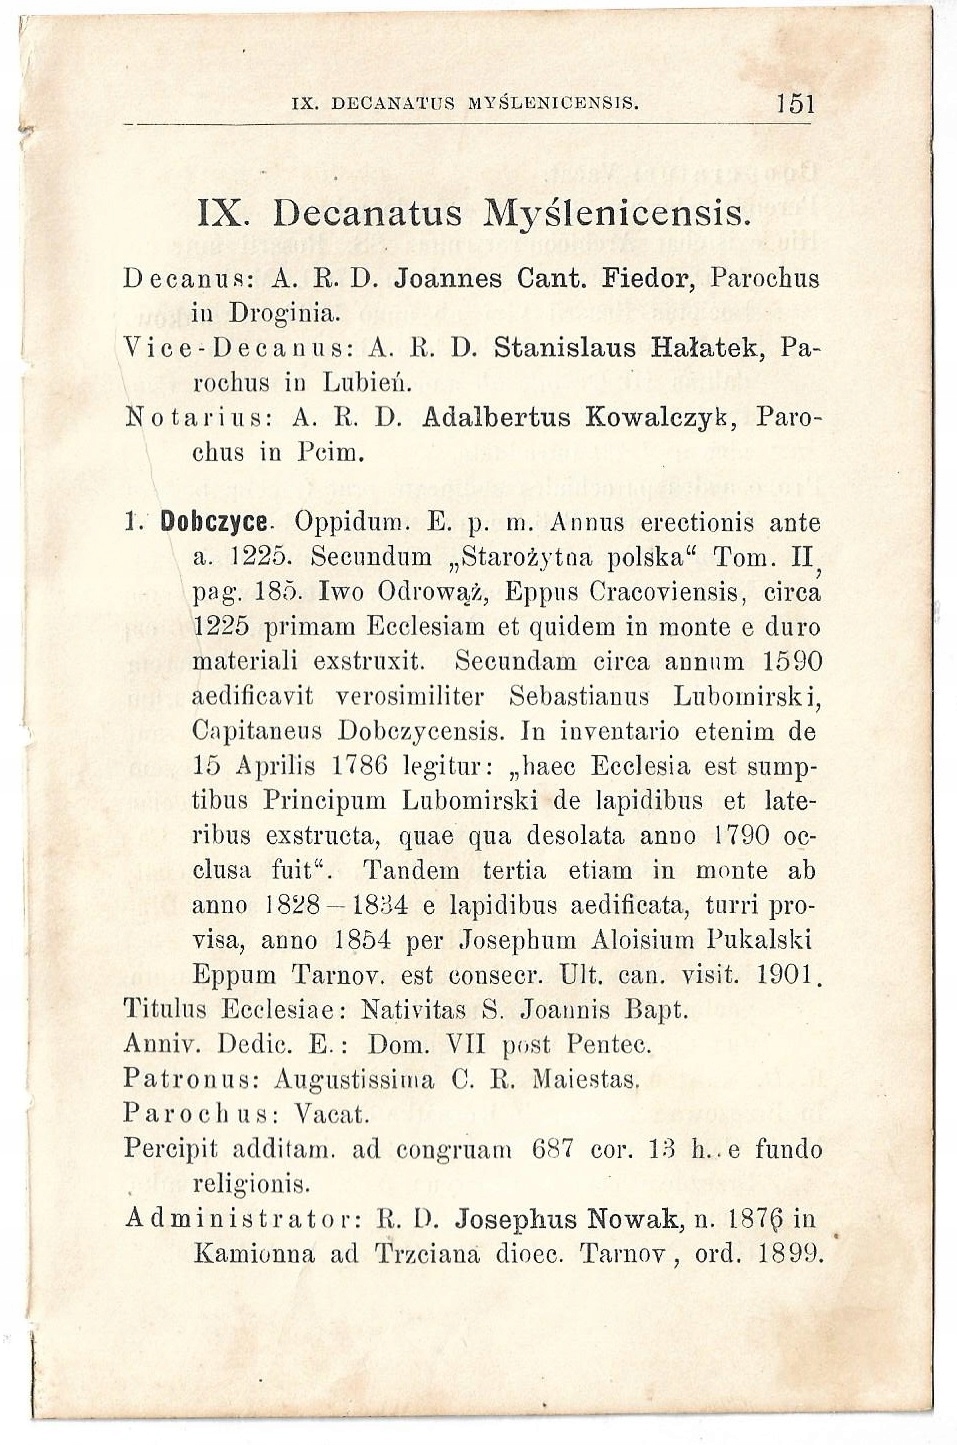 IX. DECANATUS MYŚLENICENSIS. 151
IX. Decanatus Myślenicensis.
Decanus: A. R. D. Joannes Cant. Fiedor, Parochus
in Droginia.
Vice-Decanus: A. R. D. Stanislaus Hałatek, Pa-
rochus in Lubień.
Notarius: A. R. D. Adalbertus Kowalczyk, Paro-
chus in Pcim.
1. Dobczyce. Oppidum. E. p. m. Annus erectionis ante
a. 1225. Secundum „Starożytna polska“ Tom. II,
pag. 185. Iwo Odrowąż, Eppus Cracoviensis, circa
1225 primam Ecclesiam et quidem in monte e duro
materiali exstruxit. Secundam circa annum 1590
aedificavit verosimiliter Sebastianus Lubomirski,
Capitaneus Dobczycensis. In inventario etenim de
15 Aprilis 1786 legitur: „haec Ecclesia est sump-
tibus Principum Lubomirski de lapidibus et late-
ribus exstructa, quae qua desolata anno 1790 oc-
clusa fuit“. Tandem tertia etiam in monte ab
anno 1828–1834 e lapidibus aedificata, turri pro-
visa, anno 1854 per Josephum Aloisium Pukalski
Eppum Tarnov. est consecr. Ult. can. visit. 1901.
Titulus Ecclesiae: Nativitas S. Joannis Bapt.
Anniv. Dedic. E.: Dom. VII post Pentec.
Patronus: Augustissima C. R. Maiestas.
Parochus: Vacat.
Percipit additam. ad congruam 687 cor. 13 h. e fundo
religionis.
Administrator: R. D. Josephus Nowak, n. 1876 in
Kamionna ad Trzciana dioec. Tarnov, ord. 1899.